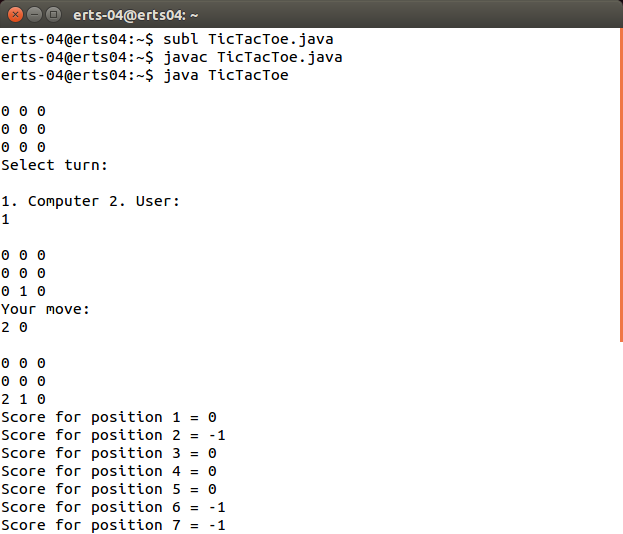 erts-04@erts04: ~
erts-04@erts04:~$ subl TicTacToe.java
erts-04@erts04:~$ javac TicTacToe.java
erts-04@erts04:~$ java TicTacToe
0 0 0
0 0 0
0 0 0
Select turn:
1. Computer 2. User:
1
0 0 0
0 0 0
0 1 0
Your move:
2 0
0 0 0
0 0 0
2 1 0
Score for position 1 = 0
Score for position 2 = -1
Score for position 3 = 0
Score for position 4 = 0
Score for position 5 = 0
Score for position 6 = -1
Score for position 7 = -1